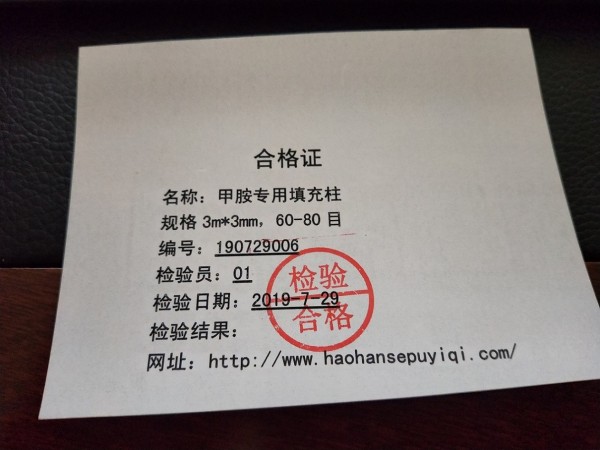 合格证
名称：甲胺专用填充柱
规格 3m*3mm，60-80 目
编号：190729006
检验员：01
检验日期：2019-7-29
检验结果：
检验
合格
网址：http://www.haohansepuyiqi.com/